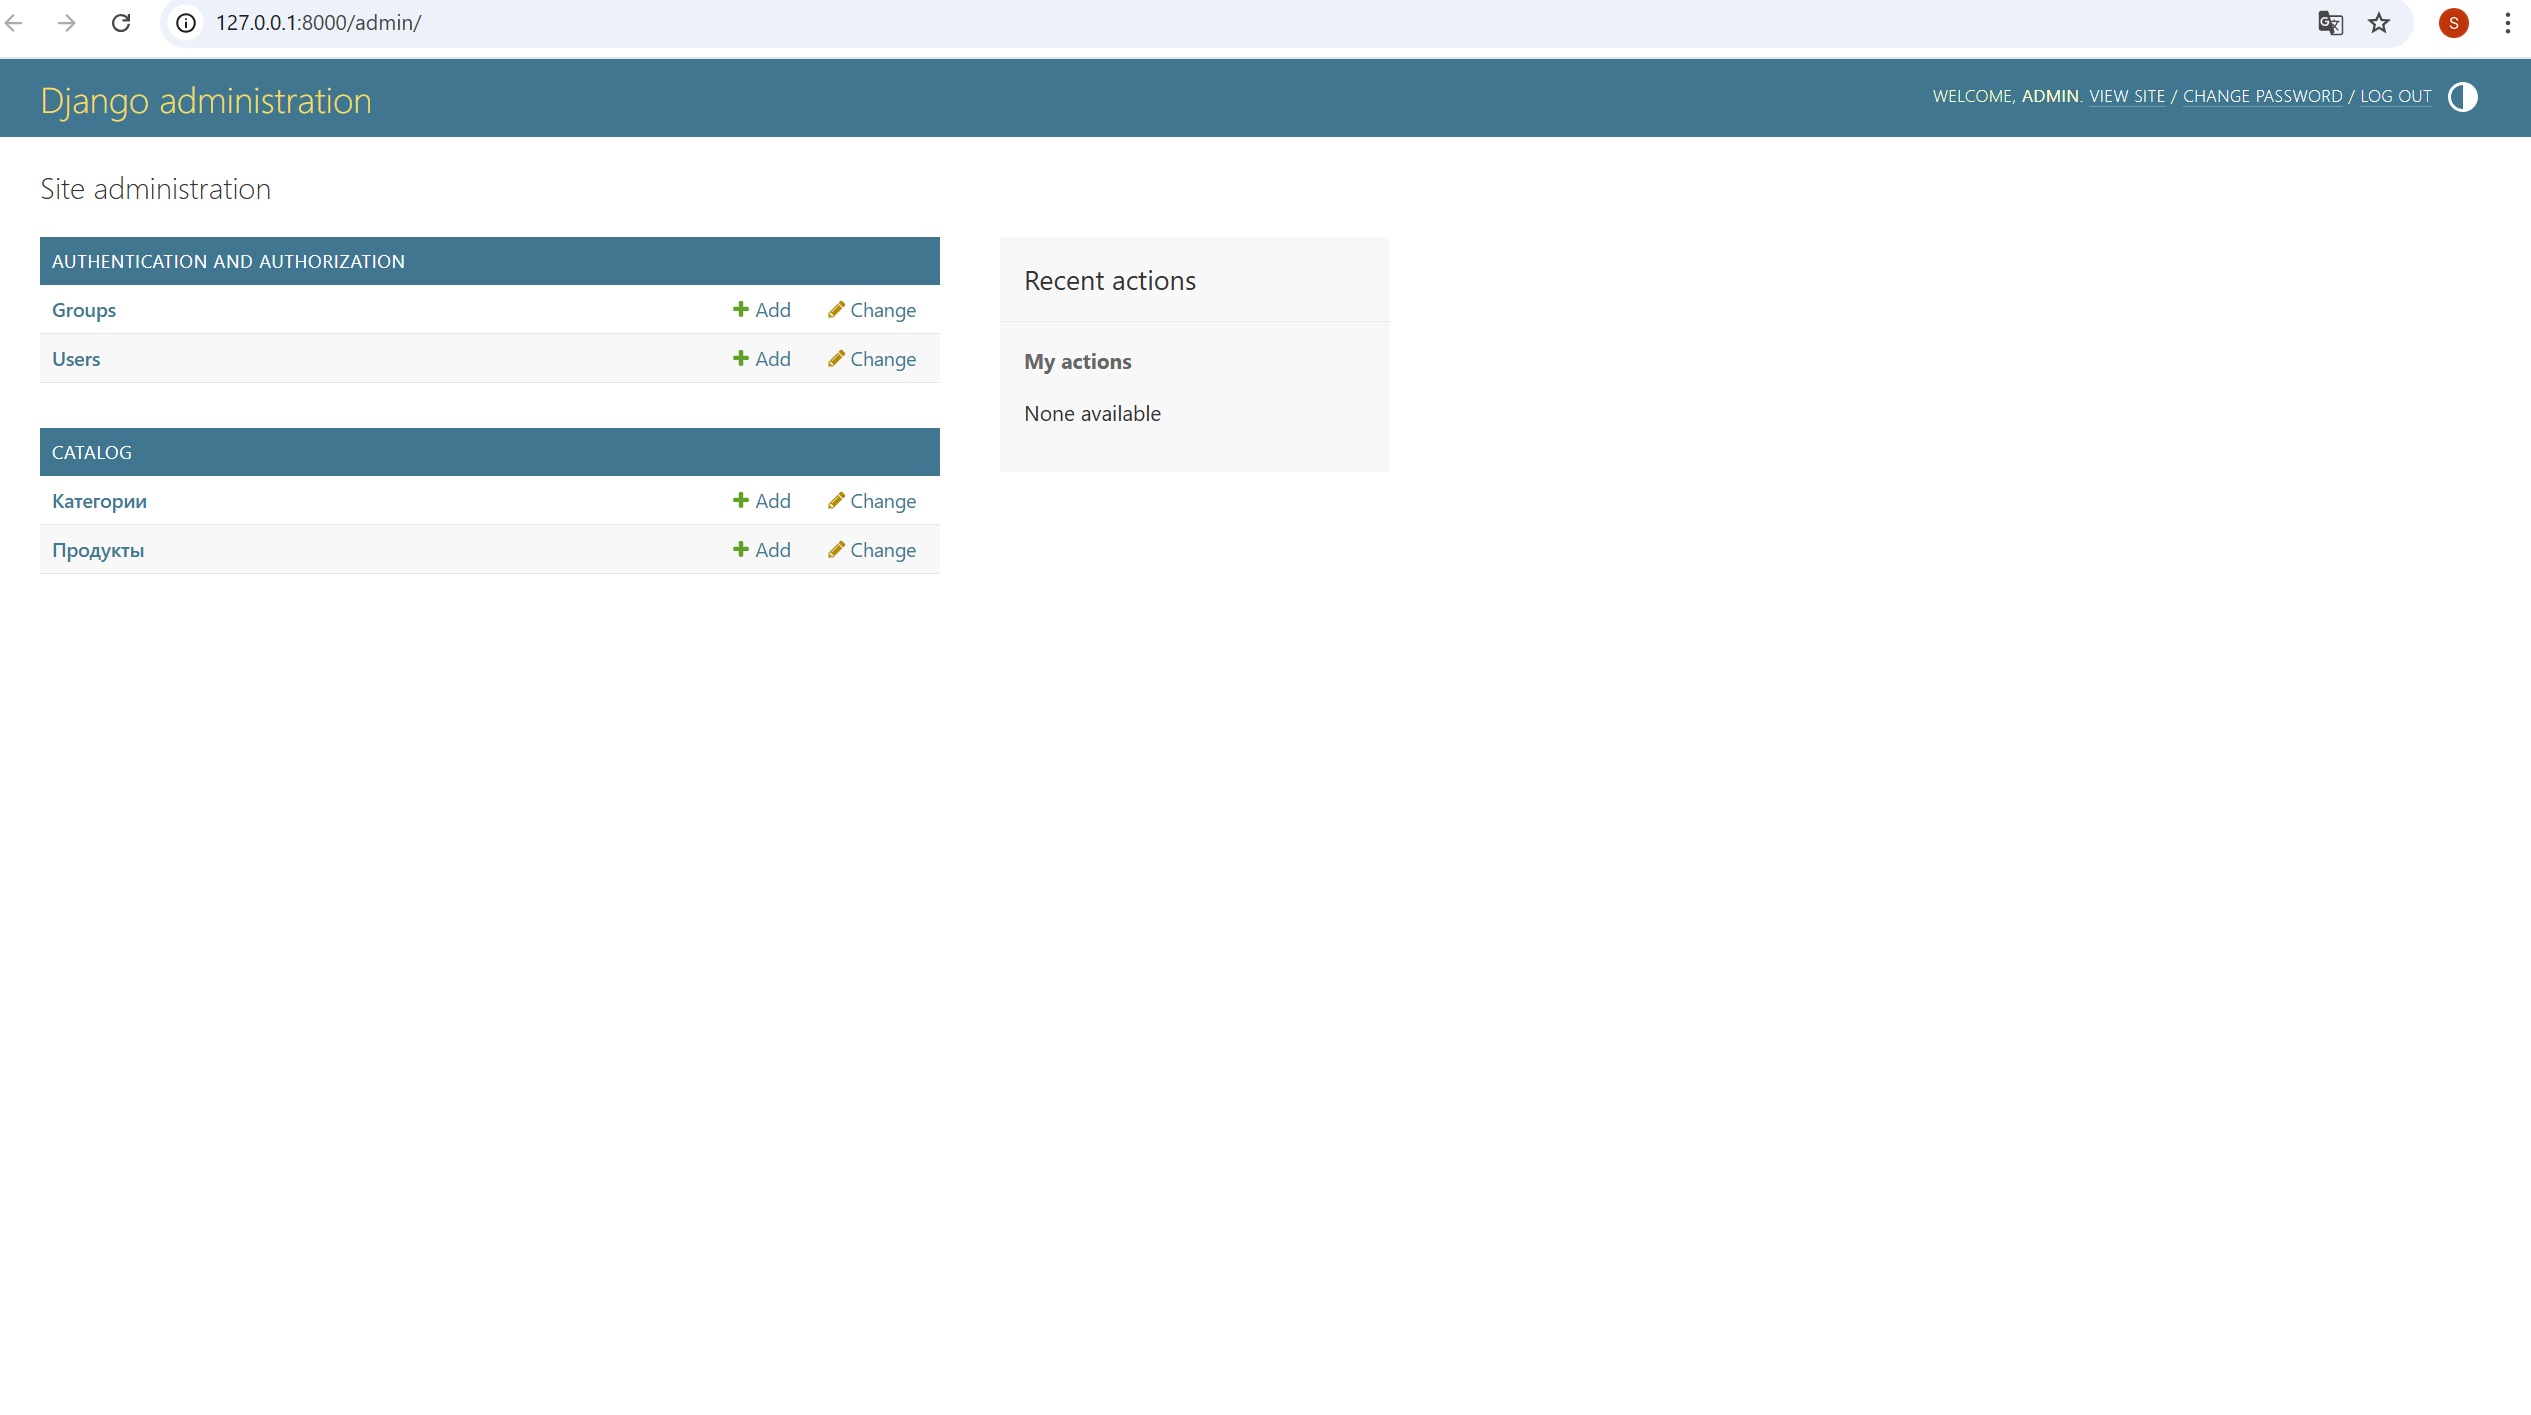 127.0.0.1:8000/admin/
S
Django administration
WELCOME, ADMIN. VIEW SITE / CHANGE PASSWORD / LOG OUT
Site administration
AUTHENTICATION AND AUTHORIZATION
Groups Add Change
Users Add Change
CATALOG
Категории Add Change
Продукты Add Change
Recent actions
My actions
None available